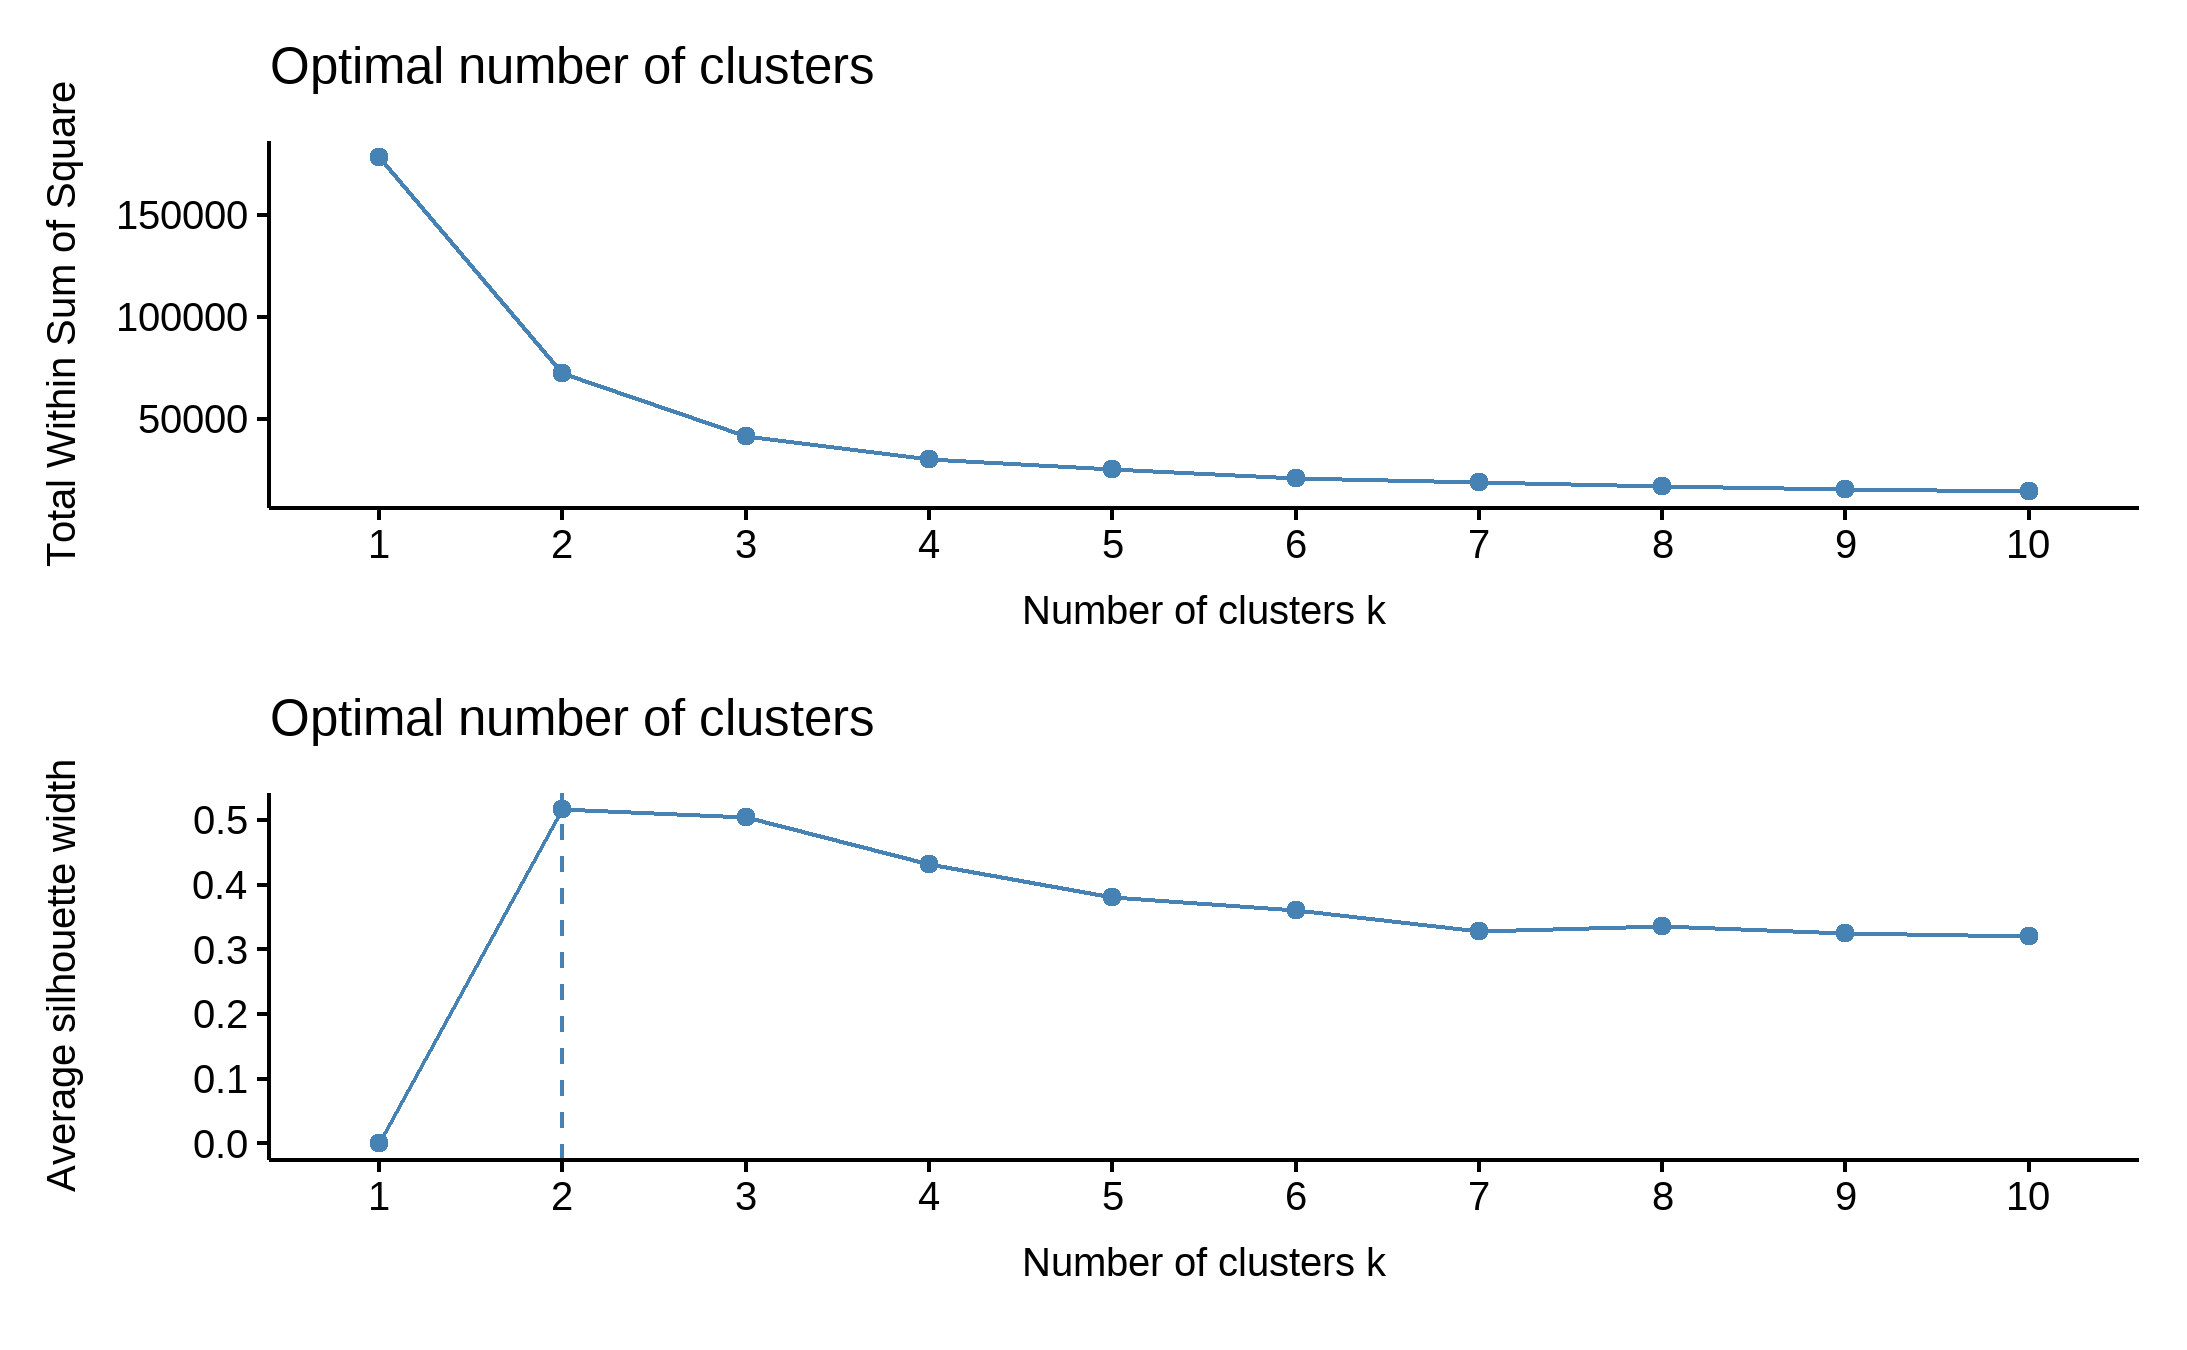 Optimal number of clusters
Total Within Sum of Square
150000
100000
50000
1 2 3 4 5 6 7 8 9 10
Number of clusters k
Optimal number of clusters
Average silhouette width
0.5
0.4
0.3
0.2
0.1
0.0
1 2 3 4 5 6 7 8 9 10
Number of clusters k